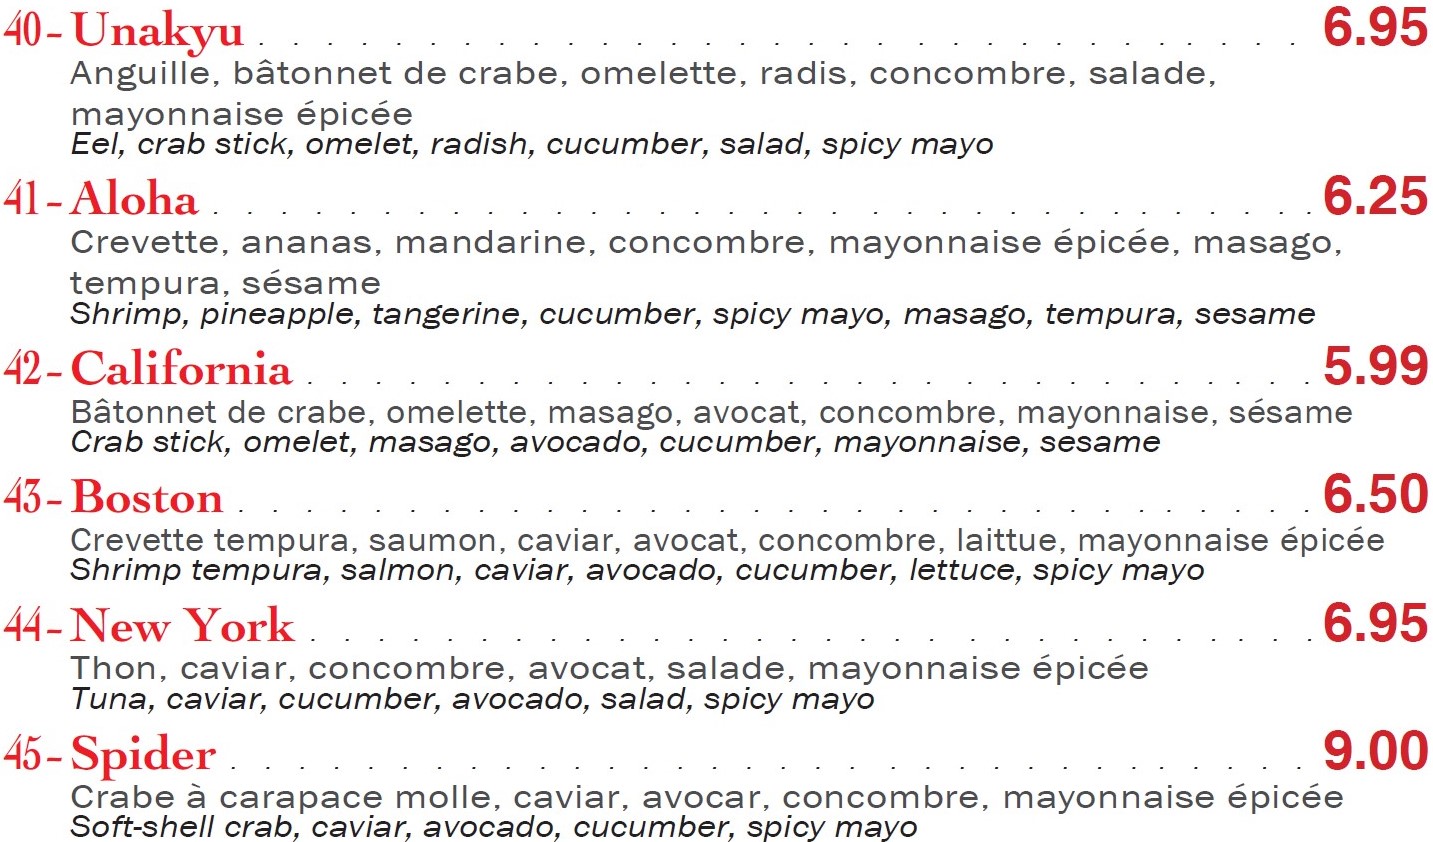 40-Unakyu . . . . . . . . . . . . . . . . . . . . . . . . . . . . . . . 6.95
Anguille, bâtonnet de crabe, omelette, radis, concombre, salade,
mayonnaise épicée
Eel, crab stick, omelet, radish, cucumber, salad, spicy mayo
41-Aloha . . . . . . . . . . . . . . . . . . . . . . . . . . . . . . . . . 6.25
Crevette, ananas, mandarine, concombre, mayonnaise épicée, masago,
tempura, sésame
Shrimp, pineapple, tangerine, cucumber, spicy mayo, masago, tempura, sesame
42-California . . . . . . . . . . . . . . . . . . . . . . . . . . . . . . 5.99
Bâtonnet de crabe, omelette, masago, avocat, concombre, mayonnaise, sésame
Crab stick, omelet, masago, avocado, cucumber, mayonnaise, sesame
43-Boston . . . . . . . . . . . . . . . . . . . . . . . . . . . . . . . . 6.50
Crevette tempura, saumon, caviar, avocat, concombre, laittue, mayonnaise épicée
Shrimp tempura, salmon, caviar, avocado, cucumber, lettuce, spicy mayo
44-New York . . . . . . . . . . . . . . . . . . . . . . . . . . . . . . 6.95
Thon, caviar, concombre, avocat, salade, mayonnaise épicée
Tuna, caviar, cucumber, avocado, salad, spicy mayo
45-Spider . . . . . . . . . . . . . . . . . . . . . . . . . . . . . . . . 9.00
Crabe à carapace molle, caviar, avocar, concombre, mayonnaise épicée
Soft-shell crab, caviar, avocado, cucumber, spicy mayo